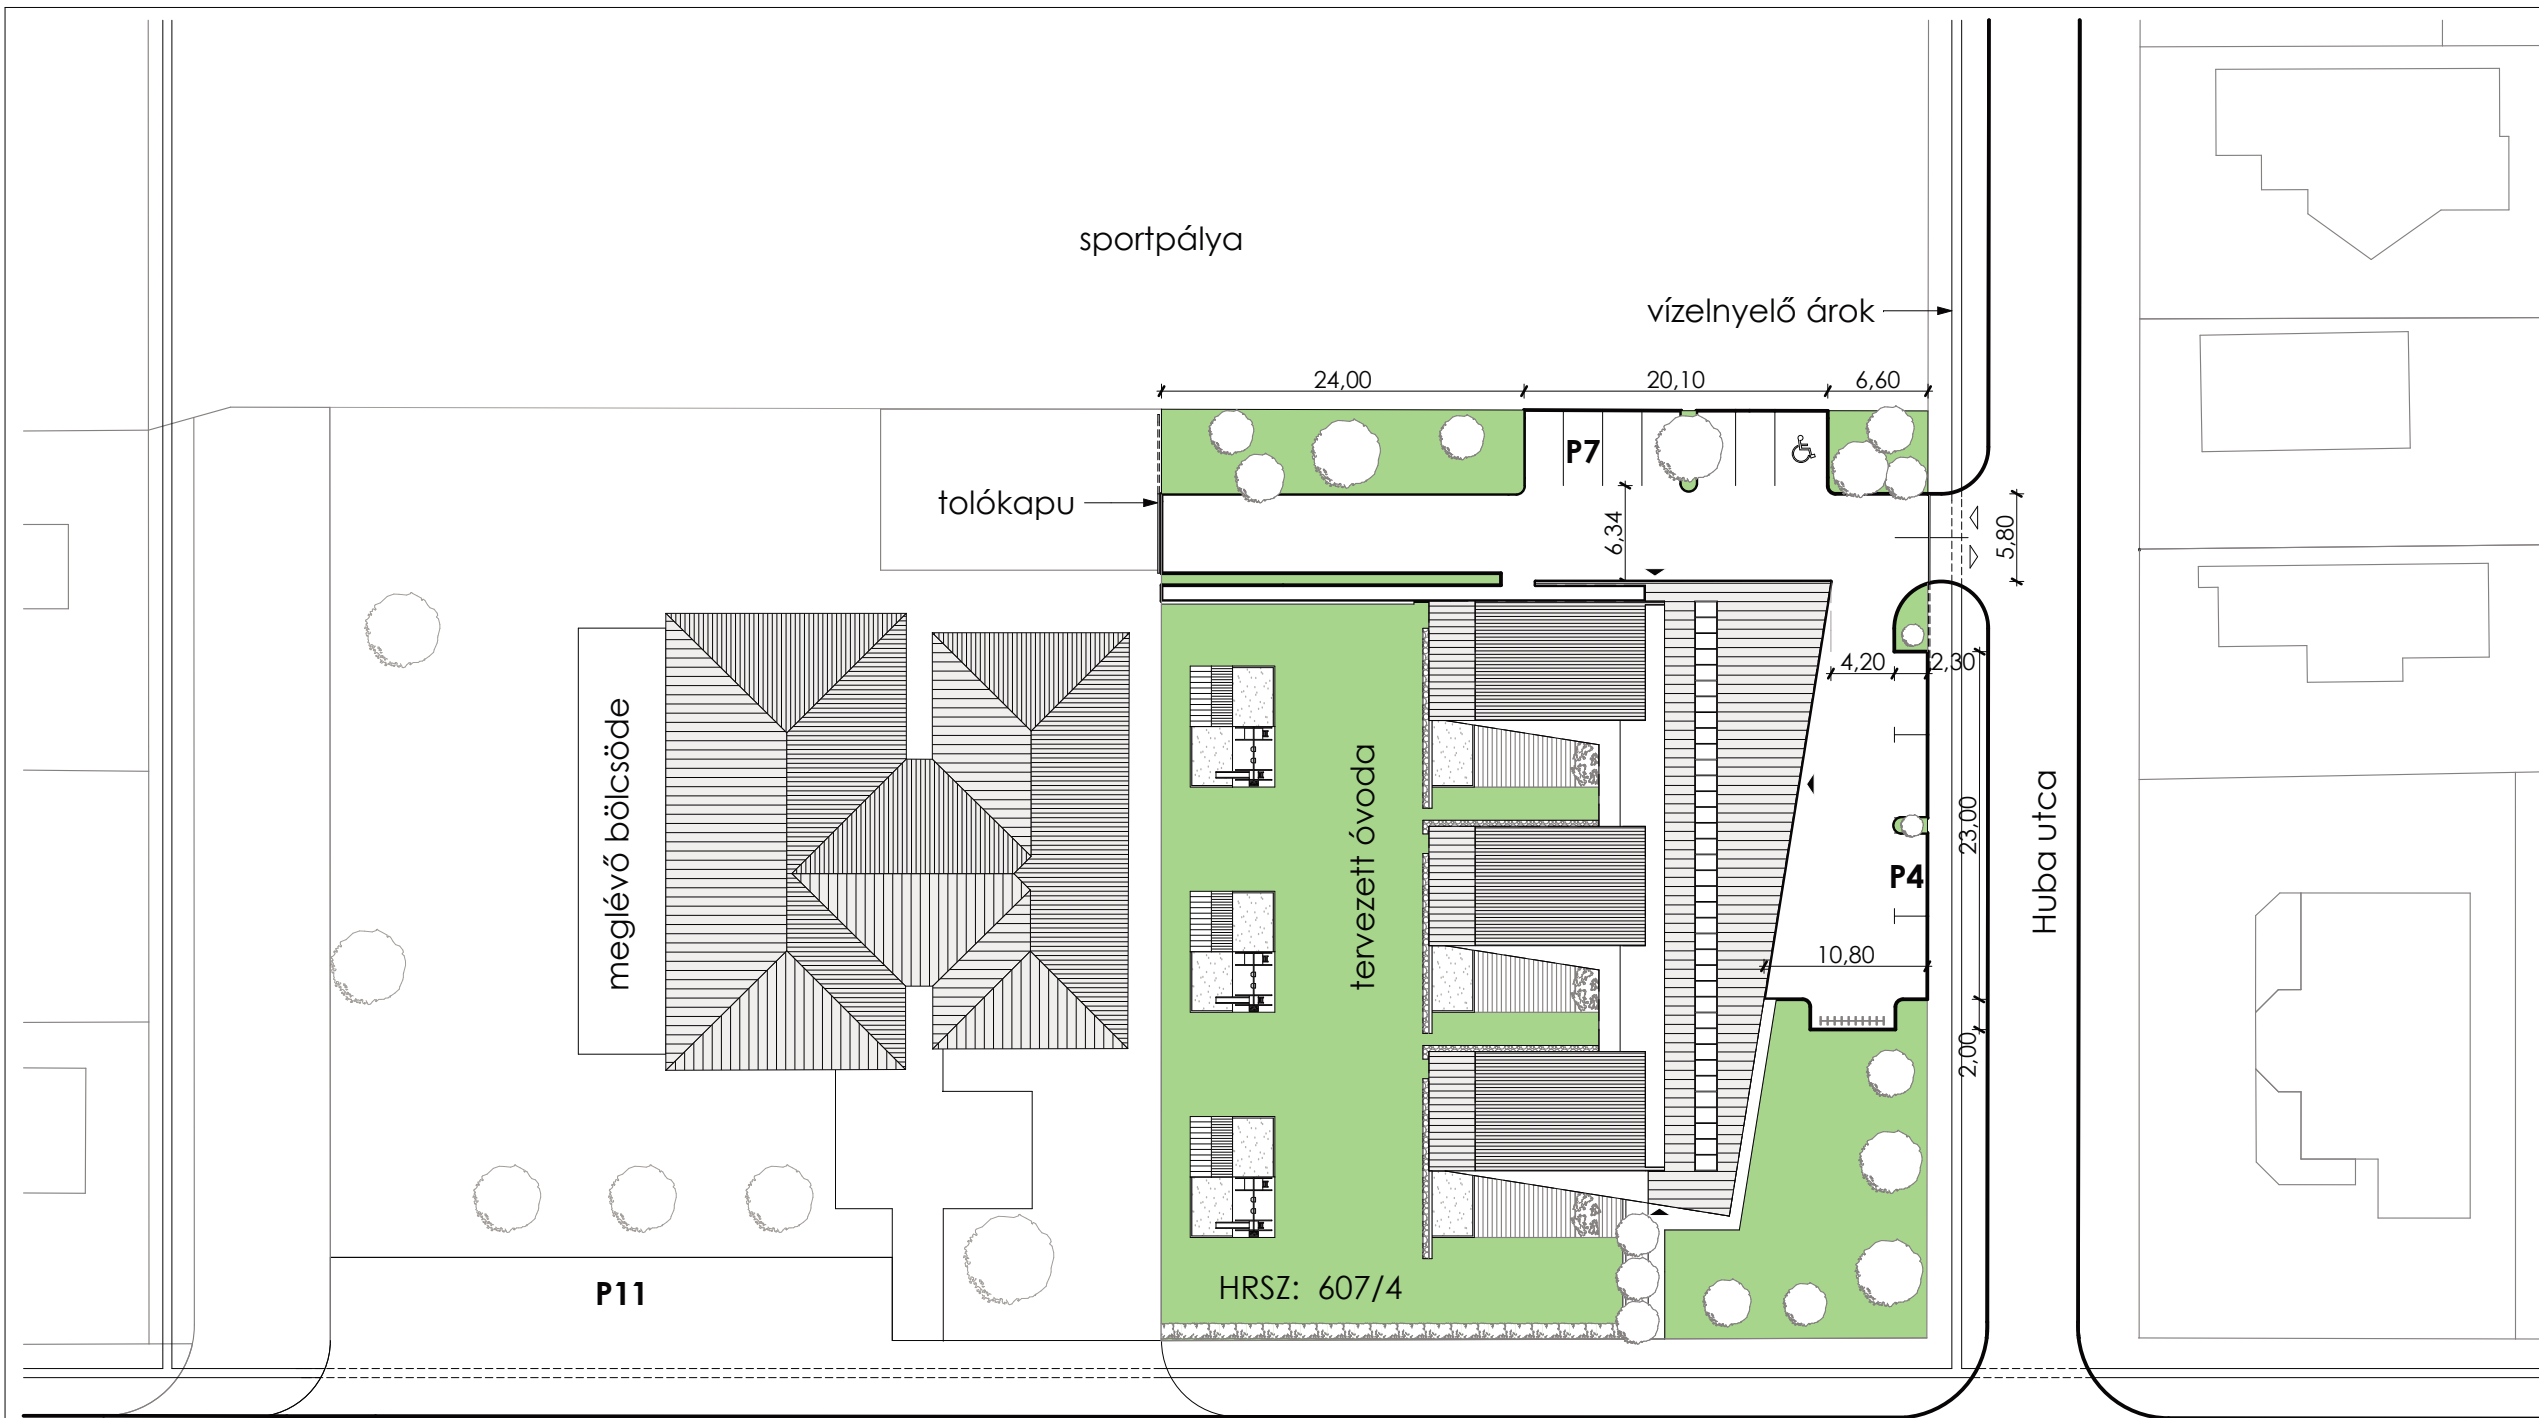 sportpálya
vízelnyelő árok
24,00
20,10
6,60
P7
tolókapu
6,34
5,80
4,20
2,30
meglévő bölcsöde
tervezett óvoda
Huba utca
23,00
P4
10,80
2,00
HRSZ: 607/4
P11